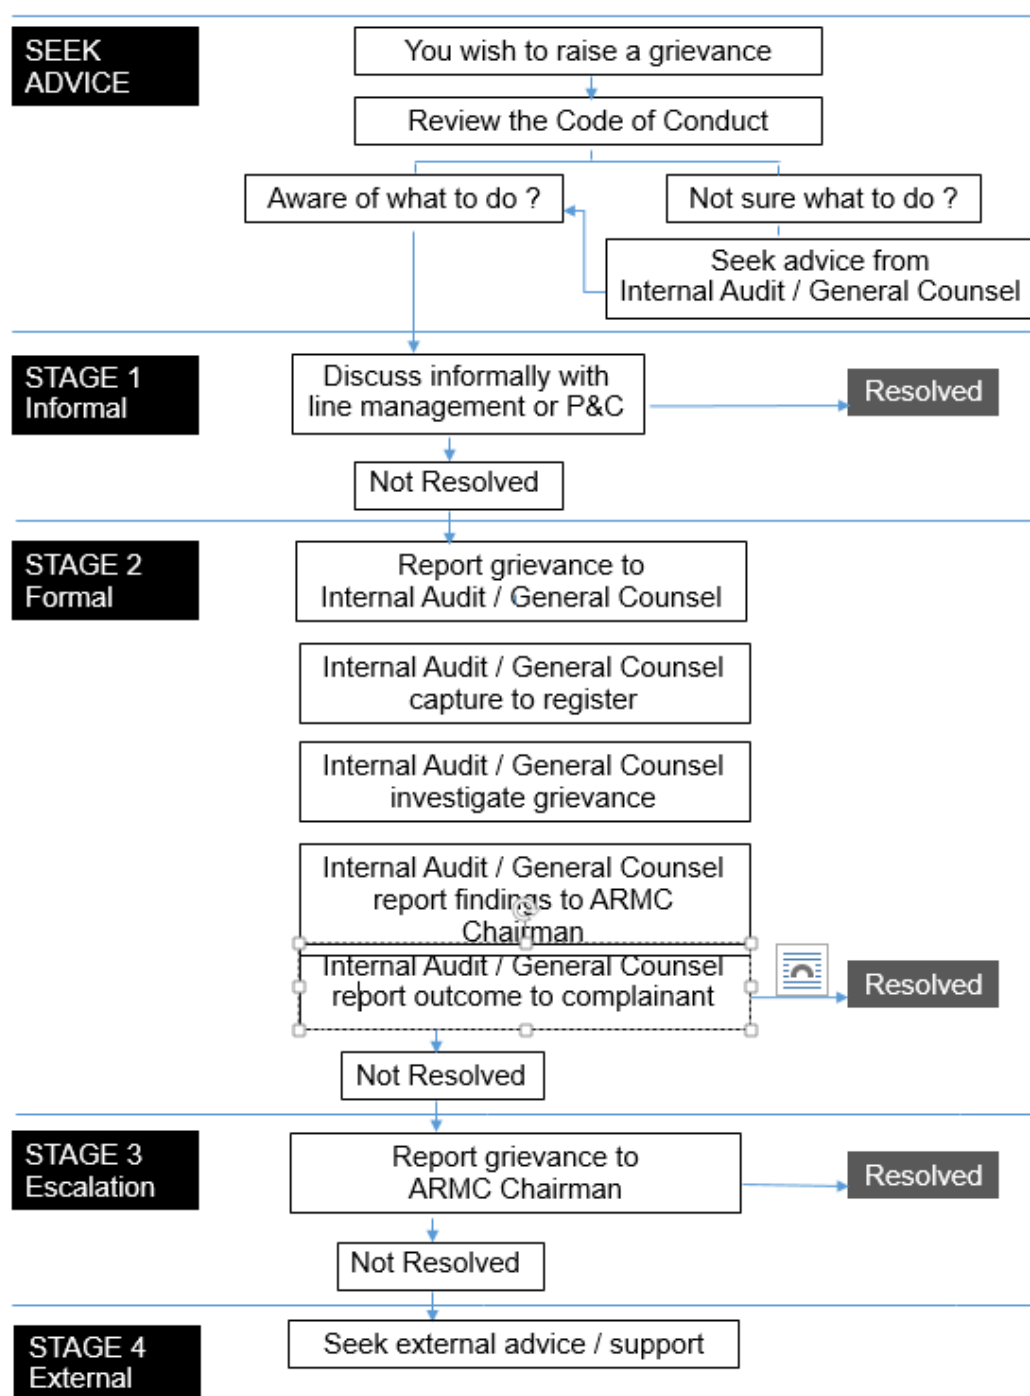 SEEK
ADVICE
You wish to raise a grievance
Review the Code of Conduct
Aware of what to do ?
Not sure what to do ?
Seek advice from
Internal Audit / General Counsel
STAGE 1
Informal
Discuss informally with
line management or P&C
Resolved
Not Resolved
STAGE 2
Formal
Report grievance to
Internal Audit / General Counsel
Internal Audit / General Counsel
capture to register
Internal Audit / General Counsel
investigate grievance
Internal Audit / General Counsel
report findings to ARMC
Chairman
Internal Audit / General Counsel
report outcome to complainant
Resolved
Not Resolved
STAGE 3
Escalation
Report grievance to
ARMC Chairman
Resolved
Not Resolved
STAGE 4
External
Seek external advice / support